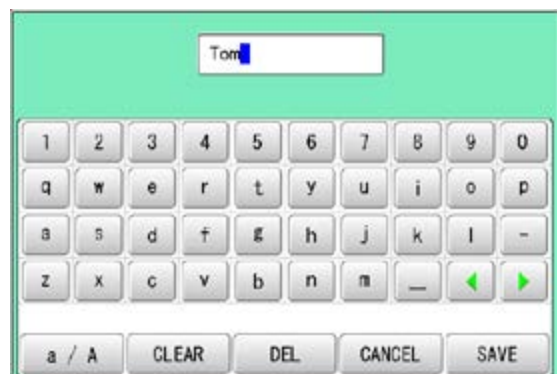 Tom
1 2 3 4 5 6 7 8 9 0
q w e r t y u i o p
a s d f g h j k l -
z x c v b n m _
a / A CLEAR DEL CANCEL SAVE